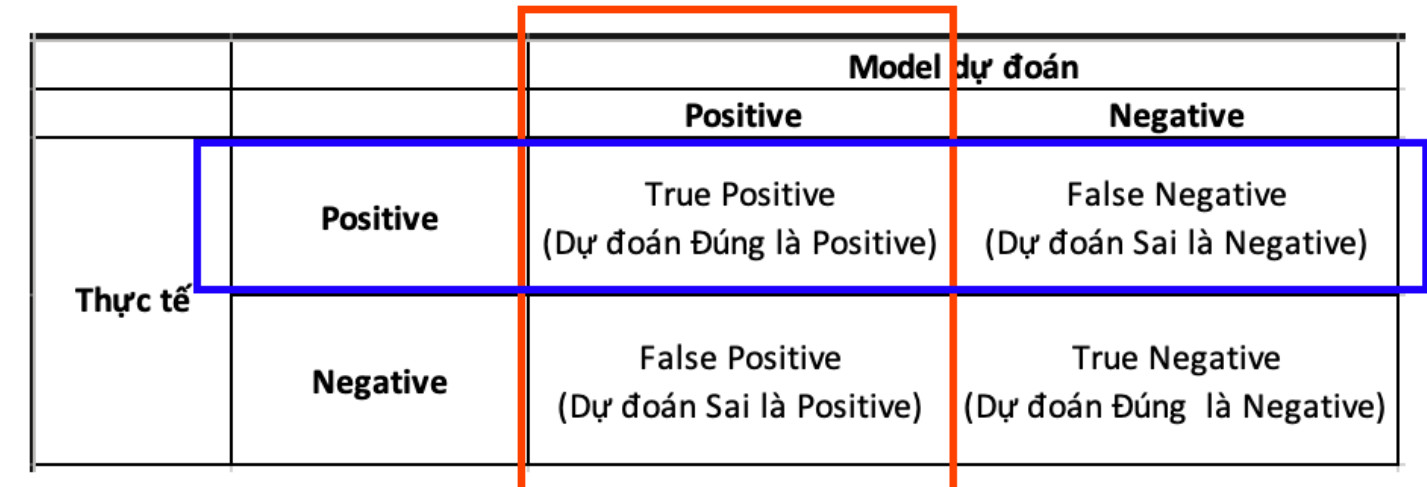 Model dự đoán
Positive Negative
Positive
True Positive
(Dự đoán Đúng là Positive)
False Negative
(Dự đoán Sai là Negative)
Thực tế
Negative
False Positive
(Dự đoán Sai là Positive)
True Negative
(Dự đoán Đúng là Negative)